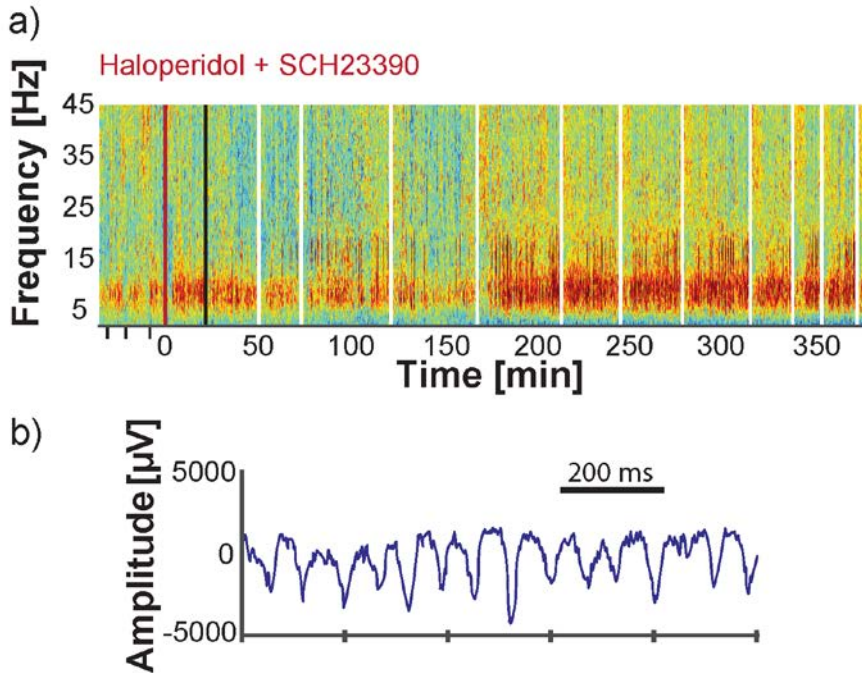 a)
Haloperidol + SCH23390
Frequency [Hz]
45
35
25
15
5
0 50 100 150 200 250 300 350
Time [min]
b)
Amplitude [µV]
5000
0
-5000
200 ms